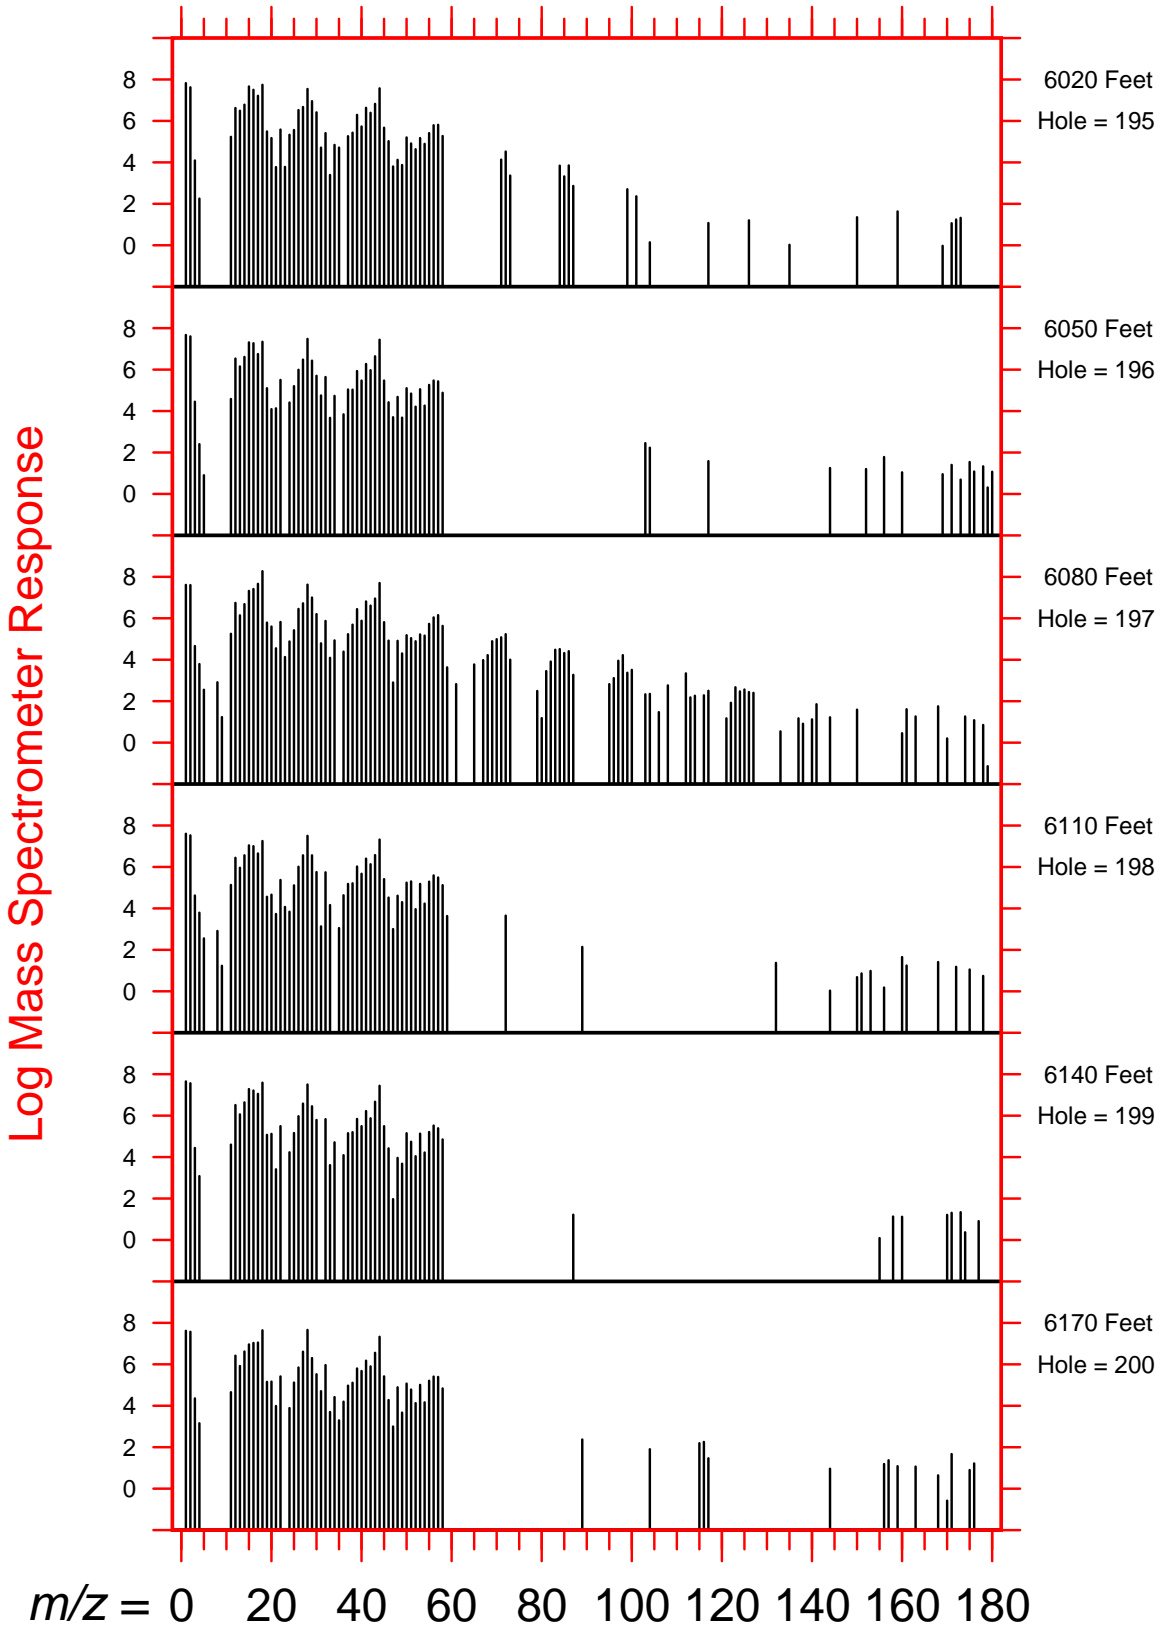 Log Mass Spectrometer Response
8
6
4
2
0
6020 Feet
Hole = 195
8
6
4
2
0
6050 Feet
Hole = 196
8
6
4
2
0
6080 Feet
Hole = 197
8
6
4
2
0
6110 Feet
Hole = 198
8
6
4
2
0
6140 Feet
Hole = 199
8
6
4
2
0
6170 Feet
Hole = 200
m/z = 0 20 40 60 80 100 120 140 160 180